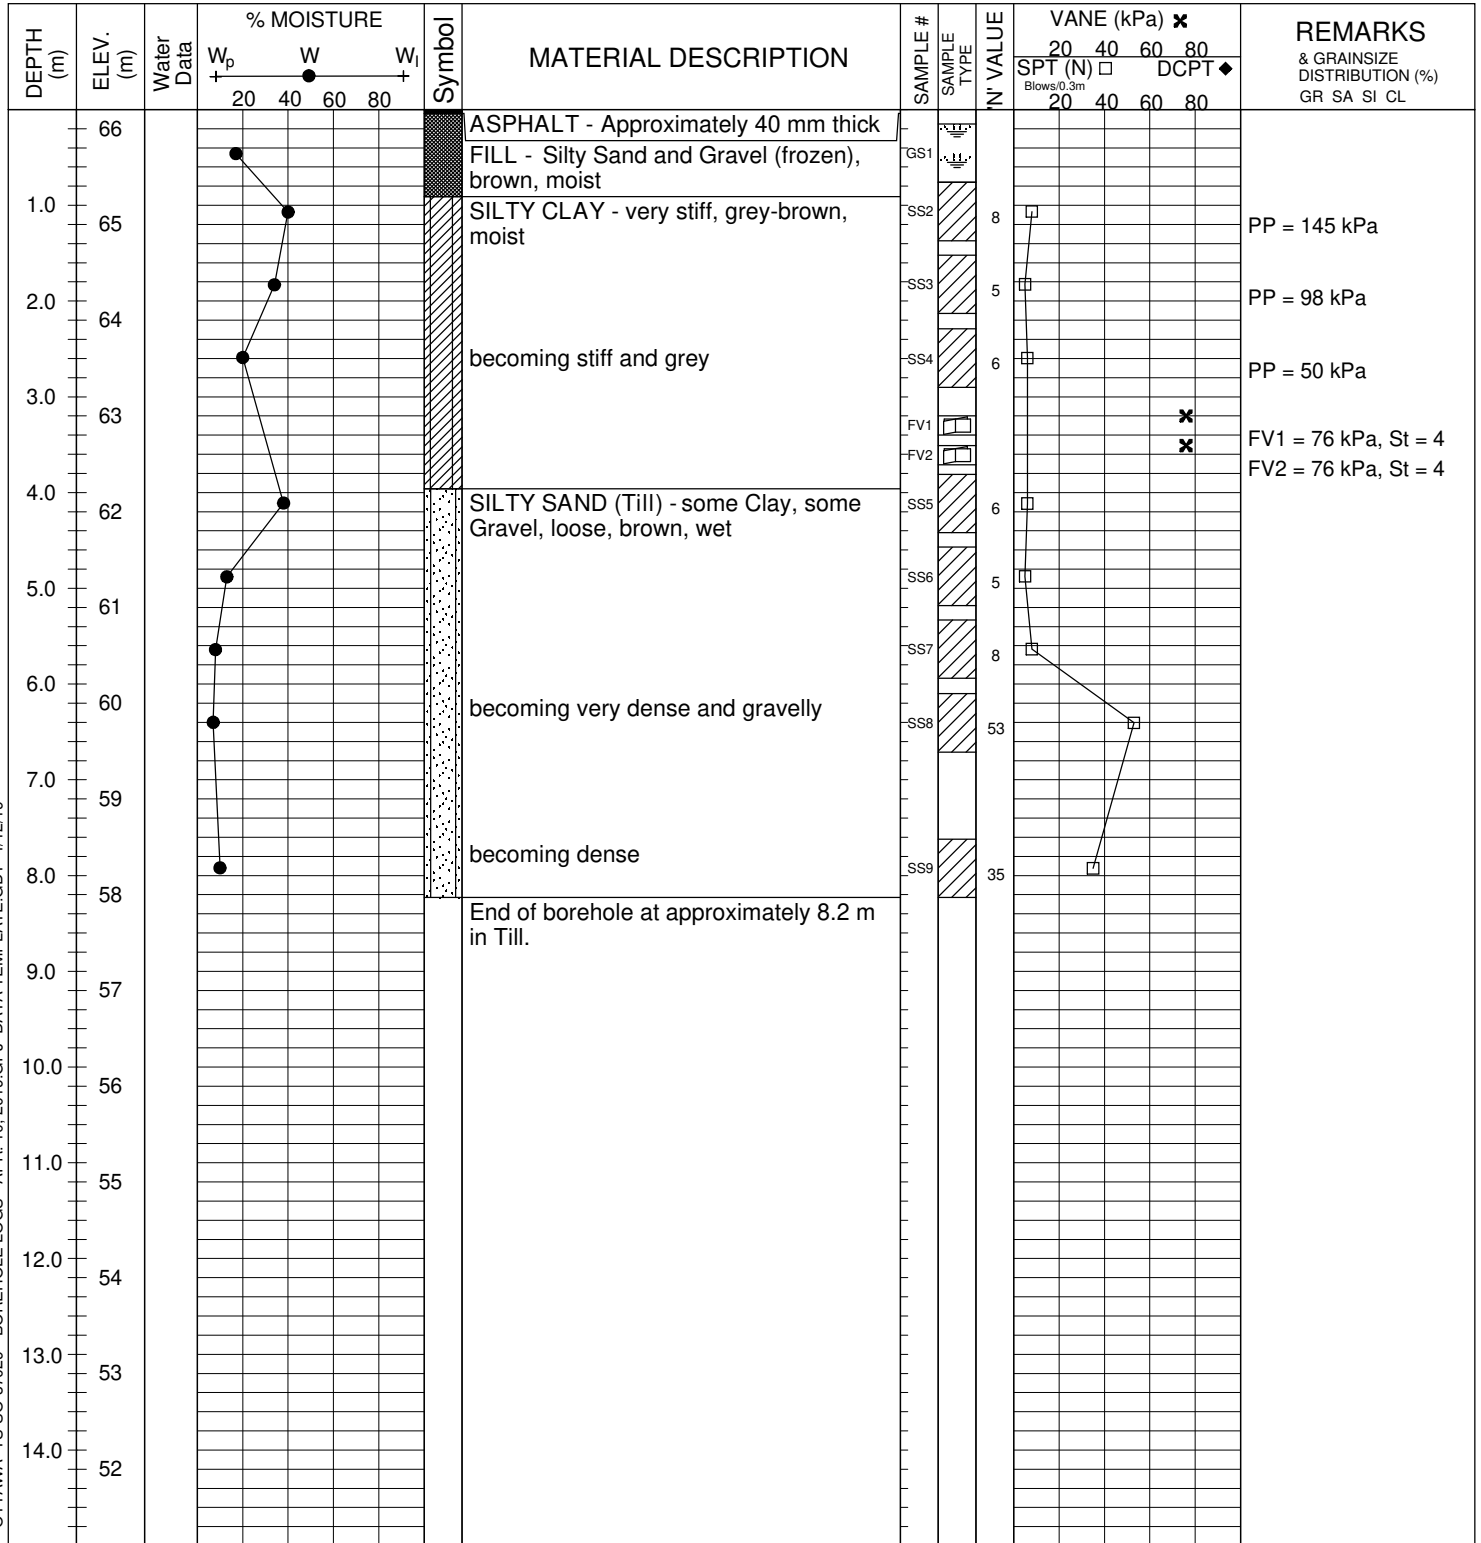 DEPTH (m)
ELEV. (m)
Water Data
% MOISTURE
Wp W Wl
20 40 60 80
Symbol
MATERIAL DESCRIPTION
SAMPLE #
SAMPLE TYPE
'N' VALUE
VANE (kPa) ✖
20 40 60 80
SPT (N) □ DCPT ◆
Blows/0.3m
20 40 60 80
REMARKS
& GRAINSIZE
DISTRIBUTION (%)
GR SA SI CL
66
ASPHALT - Approximately 40 mm thick
GS1
FILL - Silty Sand and Gravel (frozen),
brown, moist
1.0
65
SILTY CLAY - very stiff, grey-brown,
moist
SS2
8
PP = 145 kPa
SS3
5
PP = 98 kPa
2.0
64
becoming stiff and grey
SS4
6
PP = 50 kPa
3.0
63
FV1
FV1 = 76 kPa, St = 4
FV2
FV2 = 76 kPa, St = 4
4.0
62
SILTY SAND (Till) - some Clay, some
Gravel, loose, brown, wet
SS5
6
SS6
5
5.0
61
SS7
8
6.0
60
becoming very dense and gravelly
SS8
53
7.0
59
becoming dense
SS9
35
8.0
58
End of borehole at approximately 8.2 m
in Till.
9.0
57
10.0
56
11.0
55
12.0
54
13.0
53
14.0
52